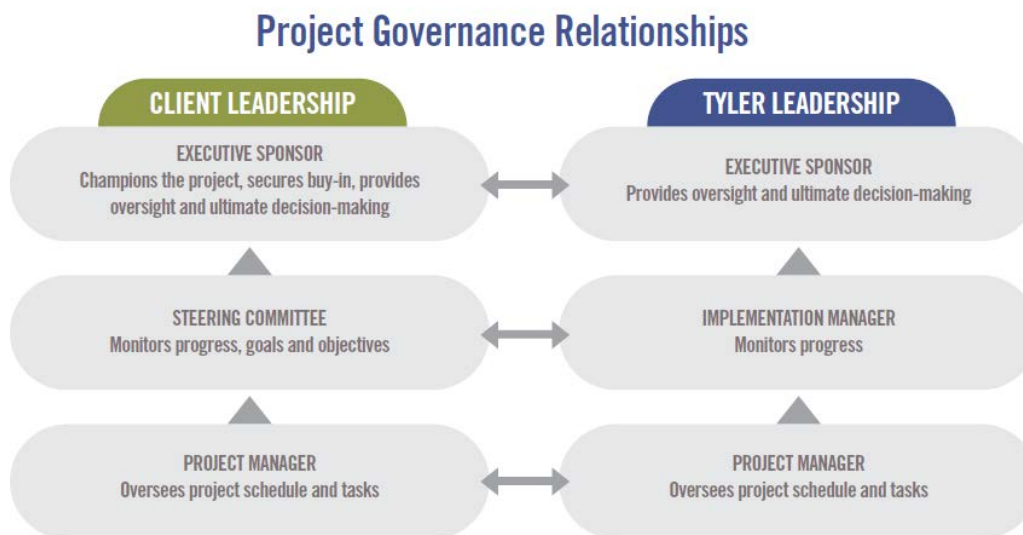 Project Governance Relationships
CLIENT LEADERSHIP
EXECUTIVE SPONSOR
Champions the project, secures buy-in, provides
oversight and ultimate decision-making
STEERING COMMITTEE
Monitors progress, goals and objectives
PROJECT MANAGER
Oversees project schedule and tasks
TYLER LEADERSHIP
EXECUTIVE SPONSOR
Provides oversight and ultimate decision-making
IMPLEMENTATION MANAGER
Monitors progress
PROJECT MANAGER
Oversees project schedule and tasks